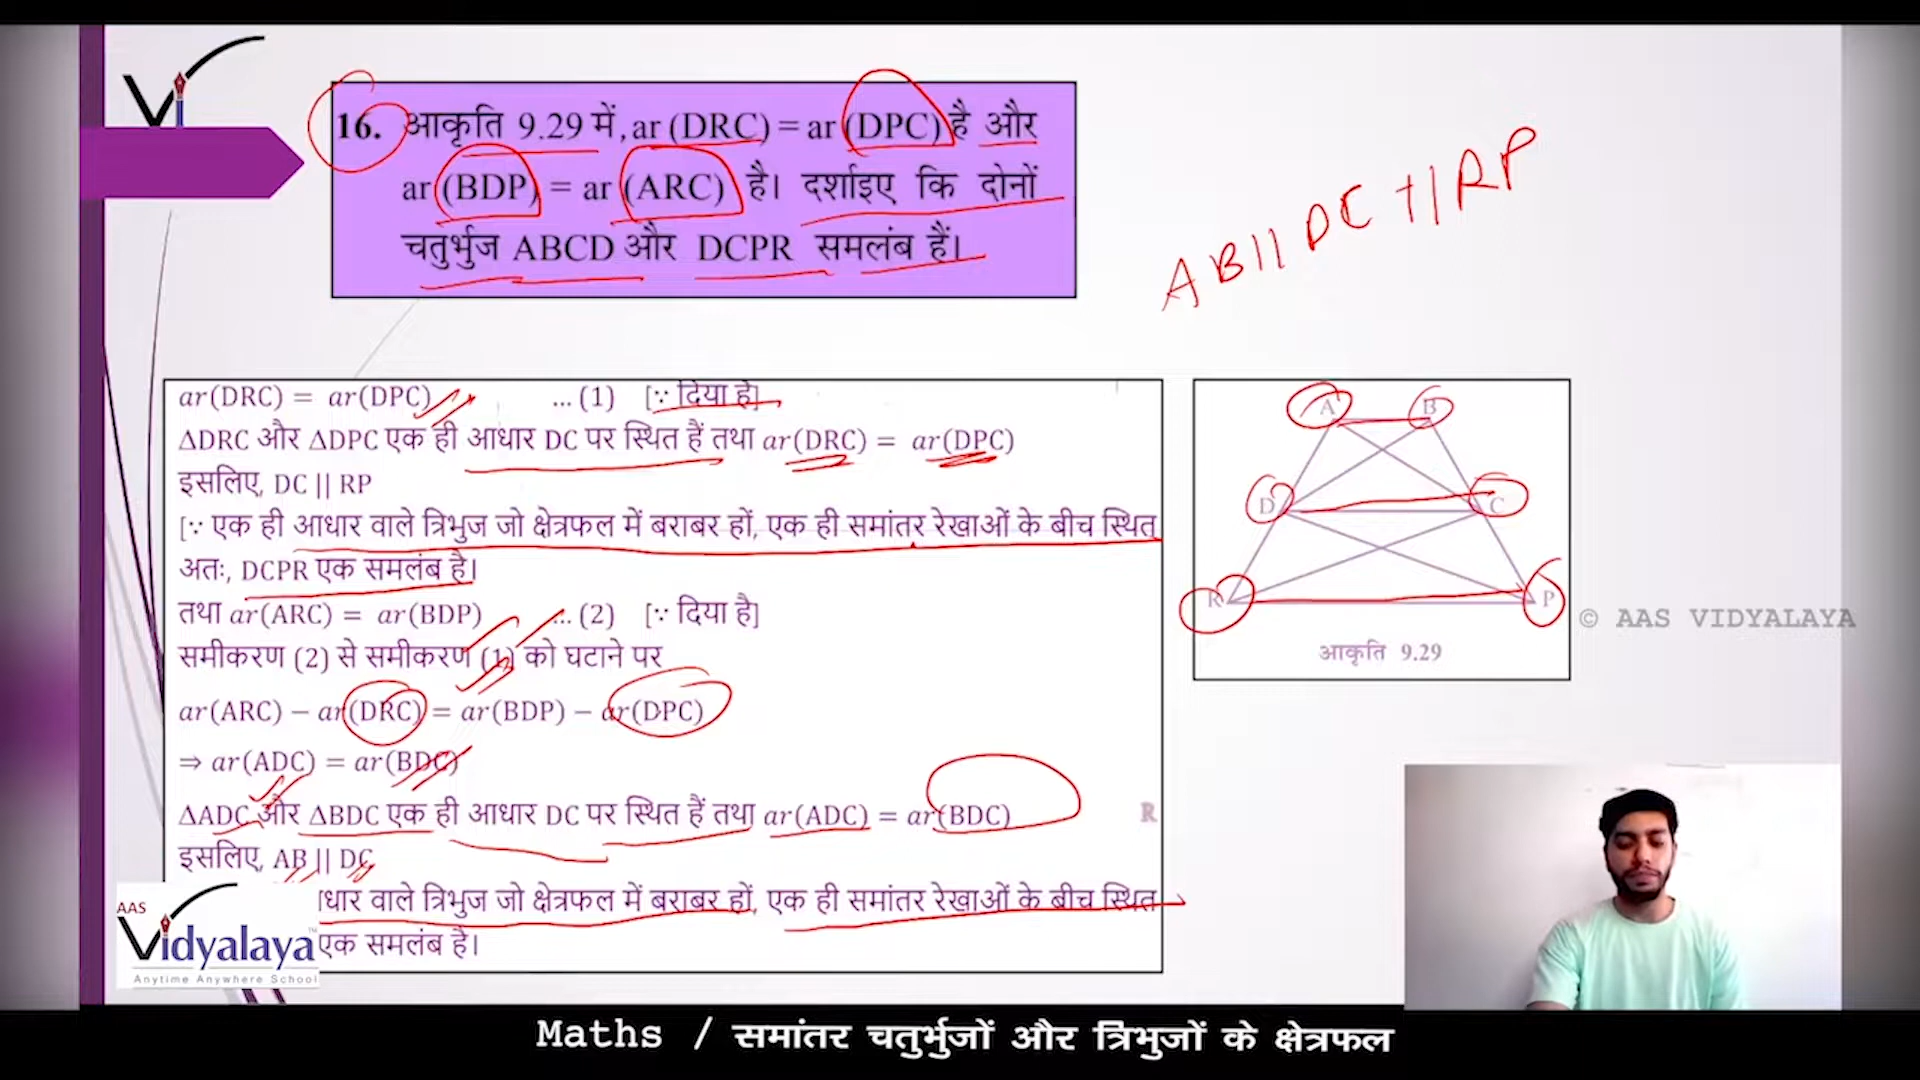 16. आकृति 9.29 में, ar (DRC) = ar (DPC) है और
ar (BDP) = ar (ARC) है। दर्शाइए कि दोनों
चतुर्भुज ABCD और DCPR समलंब हैं।
AB || DC || RP
ar(DRC) = ar(DPC) ... (1) [∵ दिया है]
ΔDRC और ΔDPC एक ही आधार DC पर स्थित हैं तथा ar(DRC) = ar(DPC)
इसलिए, DC || RP
[∵ एक ही आधार वाले त्रिभुज जो क्षेत्रफल में बराबर हों, एक ही समांतर रेखाओं के बीच स्थित
अतः, DCPR एक समलंब है।
तथा ar(ARC) = ar(BDP) ... (2) [∵ दिया है]
समीकरण (2) से समीकरण (1) को घटाने पर
ar(ARC) − ar(DRC) = ar(BDP) − ar(DPC)
⇒ ar(ADC) = ar(BDC)
ΔADC और ΔBDC एक ही आधार DC पर स्थित हैं तथा ar(ADC) = ar(BDC)
इसलिए, AB || DC
धार वाले त्रिभुज जो क्षेत्रफल में बराबर हों, एक ही समांतर रेखाओं के बीच स्थित
एक समलंब है।
A B
D C
R P
आकृति 9.29
© AAS VIDYALAYA
R
AAS
Vidyalaya
Anytime Anywhere School
Maths / समांतर चतुर्भुजों और त्रिभुजों के क्षेत्रफल